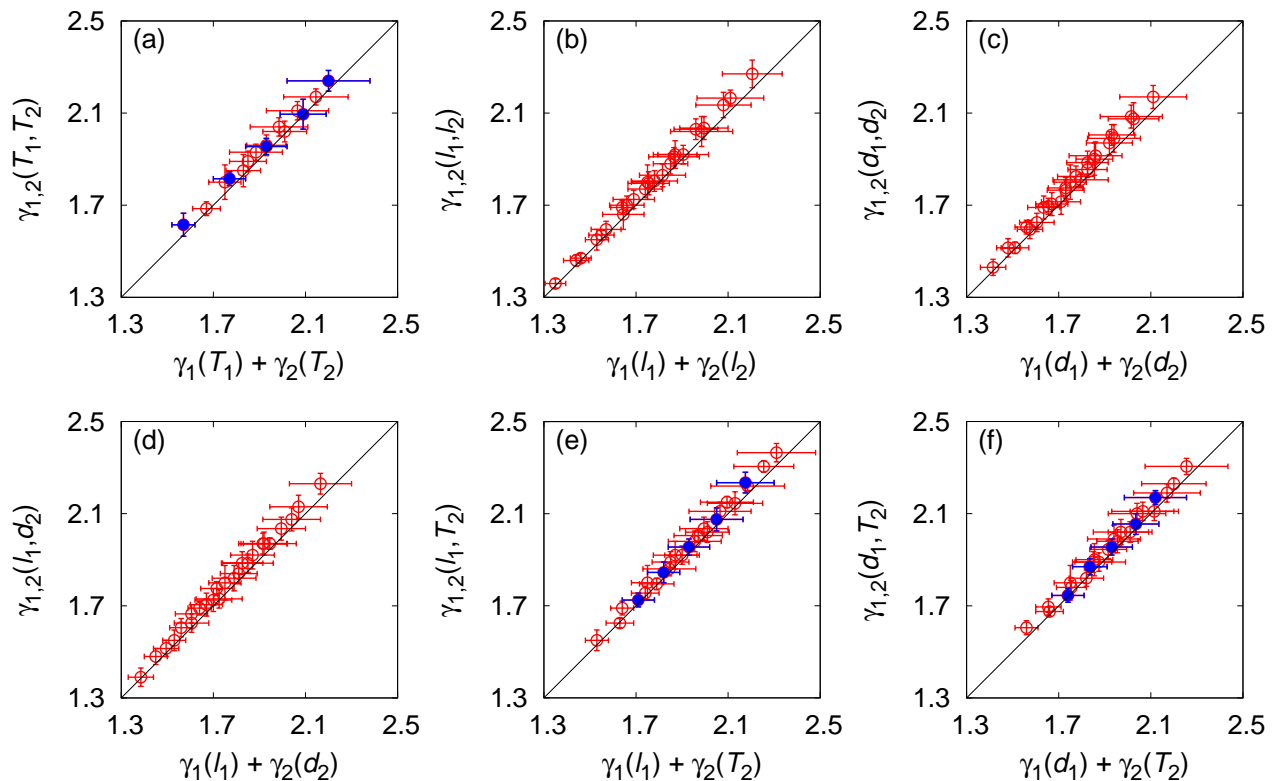 (a)
2.5
2.1
1.7
1.3
γ1,2(T1,T2)
1.3 1.7 2.1 2.5
γ1(T1) + γ2(T2)
(b)
2.5
2.1
1.7
1.3
γ1,2(l1,l2)
1.3 1.7 2.1 2.5
γ1(l1) + γ2(l2)
(c)
2.5
2.1
1.7
1.3
γ1,2(d1,d2)
1.3 1.7 2.1 2.5
γ1(d1) + γ2(d2)
(d)
2.5
2.1
1.7
1.3
γ1,2(l1,d2)
1.3 1.7 2.1 2.5
γ1(l1) + γ2(d2)
(e)
2.5
2.1
1.7
1.3
γ1,2(l1,T2)
1.3 1.7 2.1 2.5
γ1(l1) + γ2(T2)
(f)
2.5
2.1
1.7
1.3
γ1,2(d1,T2)
1.3 1.7 2.1 2.5
γ1(d1) + γ2(T2)